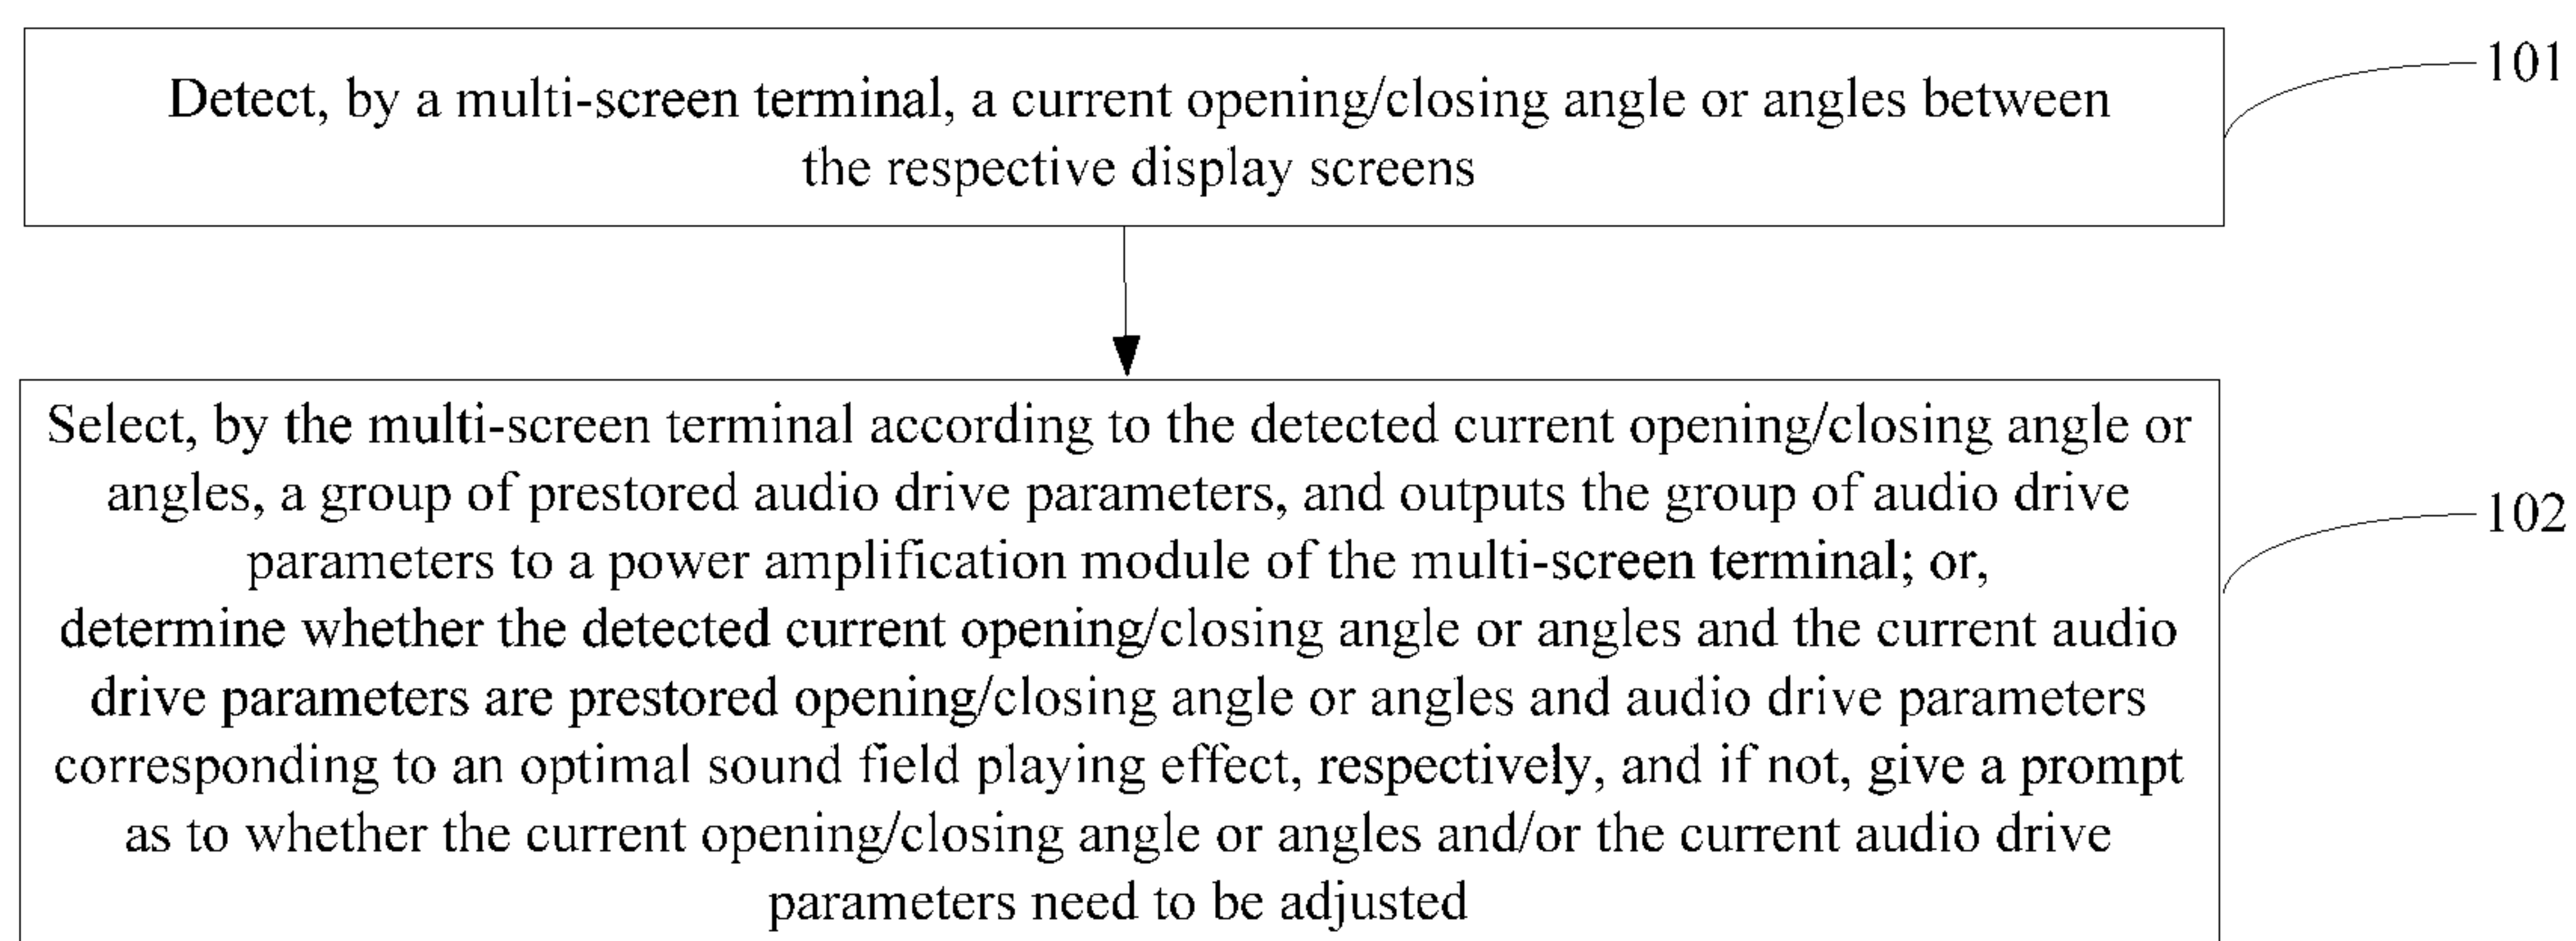 101
Detect, by a multi-screen terminal, a current opening/closing angle or angles between
the respective display screens
Select, by the multi-screen terminal according to the detected current opening/closing angle or
angles, a group of prestored audio drive parameters, and outputs the group of audio drive
102
parameters to a power amplification module of the multi-screen terminal; or,
determine whether the detected current opening/closing angle or angles and the current audio
drive parameters are prestored opening/closing angle or angles and audio drive parameters
corresponding to an optimal sound field playing effect, respectively, and if not, give a prompt
as to whether the current opening/closing angle or angles and/or the current audio drive
parameters need to be adjusted